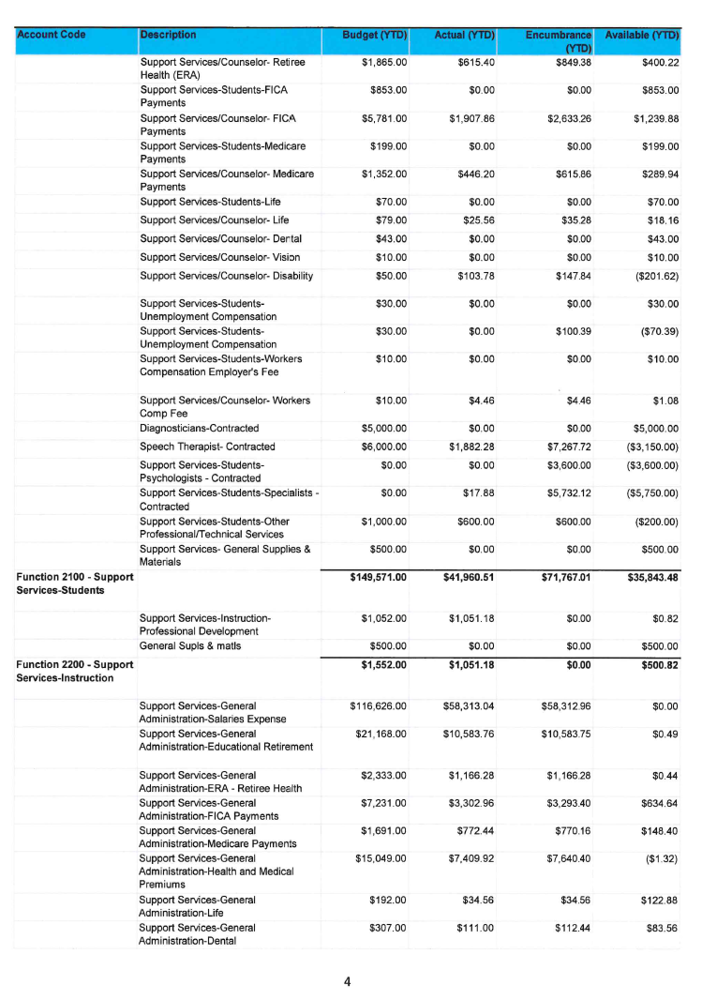 Account Code Description Budget (YTD) Actual (YTD) Encumbrance Available (YTD)
(YTD)
Support Services/Counselor- Retiree $1,865.00 $615.40 $849.38 $400.22
Health (ERA)
Support Services-Students-FICA $853.00 $0.00 $0.00 $853.00
Payments
Support Services/Counselor- FICA $5,781.00 $1,907.86 $2,633.26 $1,239.88
Payments
Support Services-Students-Medicare $199.00 $0.00 $0.00 $199.00
Payments
Support Services/Counselor- Medicare $1,352.00 $446.20 $615.86 $289.94
Payments
Support Services-Students-Life $70.00 $0.00 $0.00 $70.00
Support Services/Counselor- Life $79.00 $25.56 $35.28 $18.16
Support Services/Counselor- Dental $43.00 $0.00 $0.00 $43.00
Support Services/Counselor- Vision $10.00 $0.00 $0.00 $10.00
Support Services/Counselor- Disability $50.00 $103.78 $147.84 ($201.62)
Support Services-Students- $30.00 $0.00 $0.00 $30.00
Unemployment Compensation
Support Services-Students- $30.00 $0.00 $100.39 ($70.39)
Unemployment Compensation
Support Services-Students-Workers $10.00 $0.00 $0.00 $10.00
Compensation Employer's Fee
Support Services/Counselor- Workers $10.00 $4.46 $4.46 $1.08
Comp Fee
Diagnosticians-Contracted $5,000.00 $0.00 $0.00 $5,000.00
Speech Therapist- Contracted $6,000.00 $1,882.28 $7,267.72 ($3,150.00)
Support Services-Students- $0.00 $0.00 $3,600.00 ($3,600.00)
Psychologists - Contracted
Support Services-Students-Specialists - $0.00 $17.88 $5,732.12 ($5,750.00)
Contracted
Support Services-Students-Other $1,000.00 $600.00 $600.00 ($200.00)
Professional/Technical Services
Support Services- General Supplies & $500.00 $0.00 $0.00 $500.00
Materials
Function 2100 - Support $149,571.00 $41,960.51 $71,767.01 $35,843.48
Services-Students
Support Services-Instruction- $1,052.00 $1,051.18 $0.00 $0.82
Professional Development
General Supls & matls $500.00 $0.00 $0.00 $500.00
Function 2200 - Support $1,552.00 $1,051.18 $0.00 $500.82
Services-Instruction
Support Services-General $116,626.00 $58,313.04 $58,312.96 $0.00
Administration-Salaries Expense
Support Services-General $21,168.00 $10,583.76 $10,583.75 $0.49
Administration-Educational Retirement
Support Services-General $2,333.00 $1,166.28 $1,166.28 $0.44
Administration-ERA - Retiree Health
Support Services-General $7,231.00 $3,302.96 $3,293.40 $634.64
Administration-FICA Payments
Support Services-General $1,691.00 $772.44 $770.16 $148.40
Administration-Medicare Payments
Support Services-General $15,049.00 $7,409.92 $7,640.40 ($1.32)
Administration-Health and Medical
Premiums
Support Services-General $192.00 $34.56 $34.56 $122.88
Administration-Life
Support Services-General $307.00 $111.00 $112.44 $83.56
Administration-Dental
4